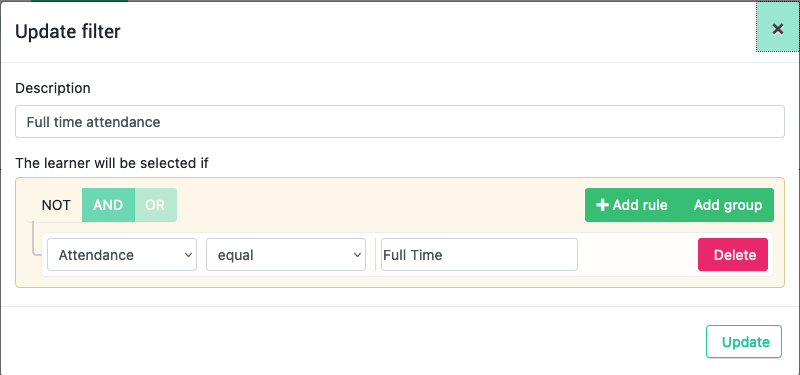 Update filter
×
Description
Full time attendance
The learner will be selected if
NOT AND OR + Add rule Add group
Attendance equal Full Time Delete
Update